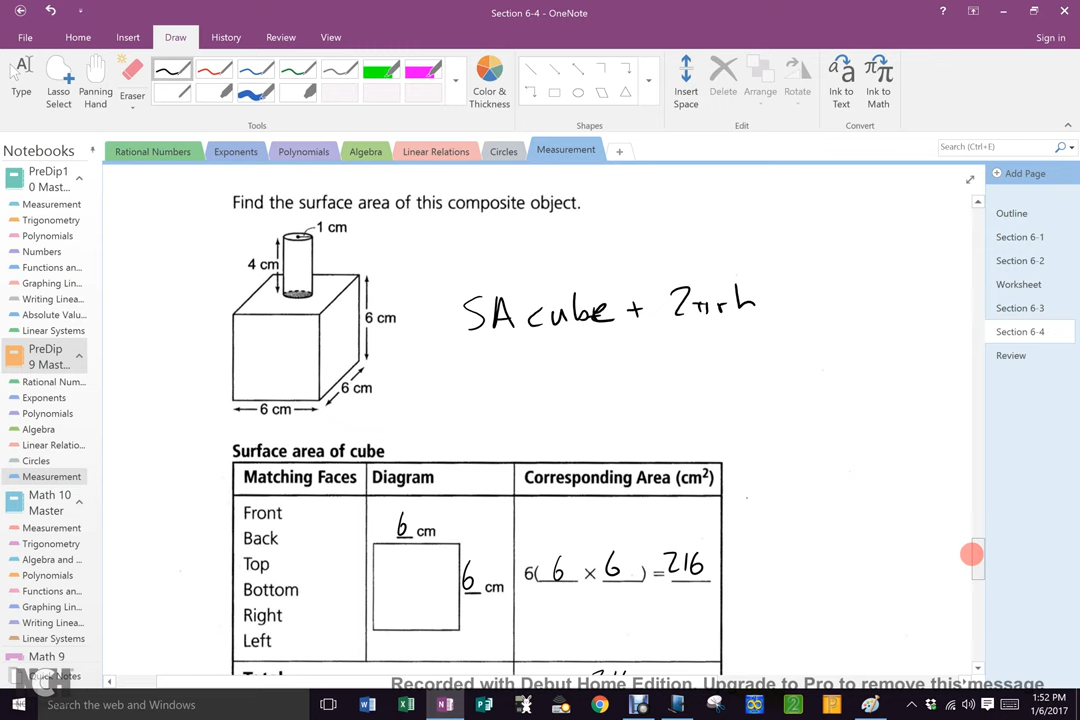 Section 6-4 - OneNote
?
Sign in
File Home Insert Draw History Review View
Type
Lasso Select
Panning Hand
Eraser
Color & Thickness
Insert Space
Delete
Arrange
Rotate
Ink to Text
Ink to Math
Tools
Shapes
Edit
Convert
Notebooks
Rational Numbers Exponents Polynomials Algebra Linear Relations Circles Measurement
Search (Ctrl+E)
PreDip1
0 Mast...
Measurement
Trigonometry
Polynomials
Numbers
Functions an...
Graphing Lin...
Writing Linea...
Absolute Valu...
Linear Systems
PreDip
9 Mast...
Rational Num...
Exponents
Polynomials
Algebra
Linear Relatio...
Circles
Measurement
Math 10
Master
Measurement
Trigonometry
Algebra and ...
Polynomials
Functions an...
Graphing Lin...
Writing Linea...
Linear Systems
Math 9
Quick Notes
Add Page
Outline
Section 6-1
Section 6-2
Worksheet
Section 6-3
Section 6-4
Review
Find the surface area of this composite object.
1 cm
4 cm
6 cm
6 cm
6 cm
SA cube + 2πrh
Surface area of cube
Matching Faces Diagram Corresponding Area (cm²)
Front
Back
Top
Bottom
Right
Left
6 cm
6 cm
6( 6 × 6 ) = 216
NCH
Recorded with Debut Home Edition. Upgrade to Pro to remove this message
Search the web and Windows
1:52 PM
1/6/2017